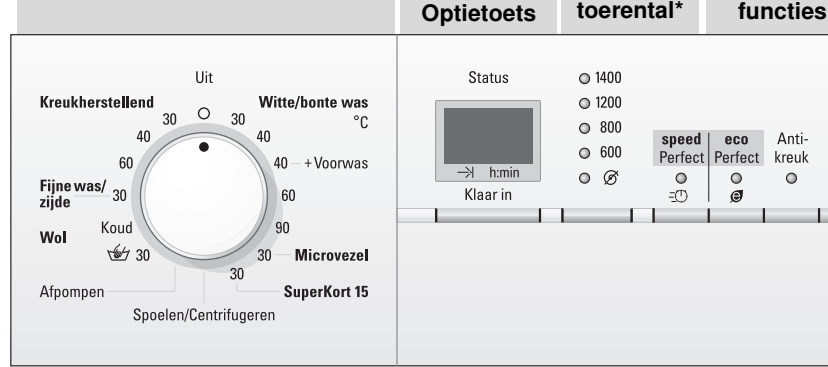 Optietoets
toerental*
functies
Uit
Kreukherstellend
30
40
60
Fijne was/
zijde
30
Wol
Koud
30
Afpompen
Spoelen/Centrifugeren
Witte/bonte was
°C
30
40
40 + Voorwas
60
90
30 Microvezel
30 SuperKort 15
Status
h:min
Klaar in
1400
1200
800
600
speed
Perfect
eco
Perfect
Anti-
kreuk